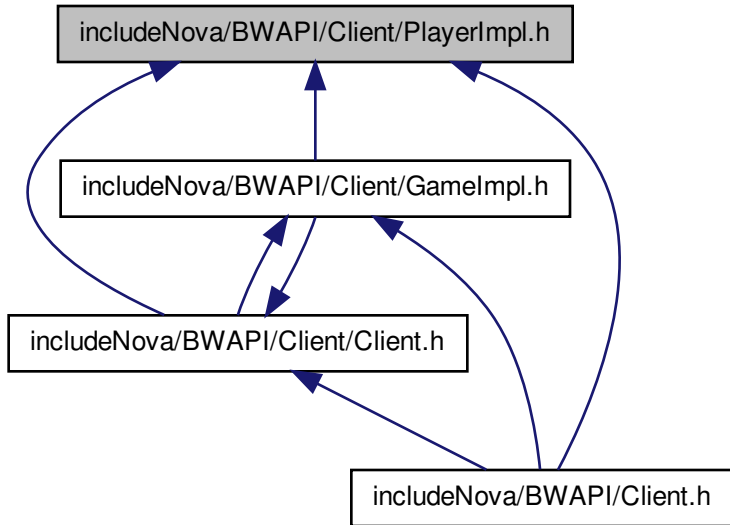 includeNova/BWAPI/Client/PlayerImpl.h
includeNova/BWAPI/Client/GameImpl.h
includeNova/BWAPI/Client/Client.h
includeNova/BWAPI/Client.h